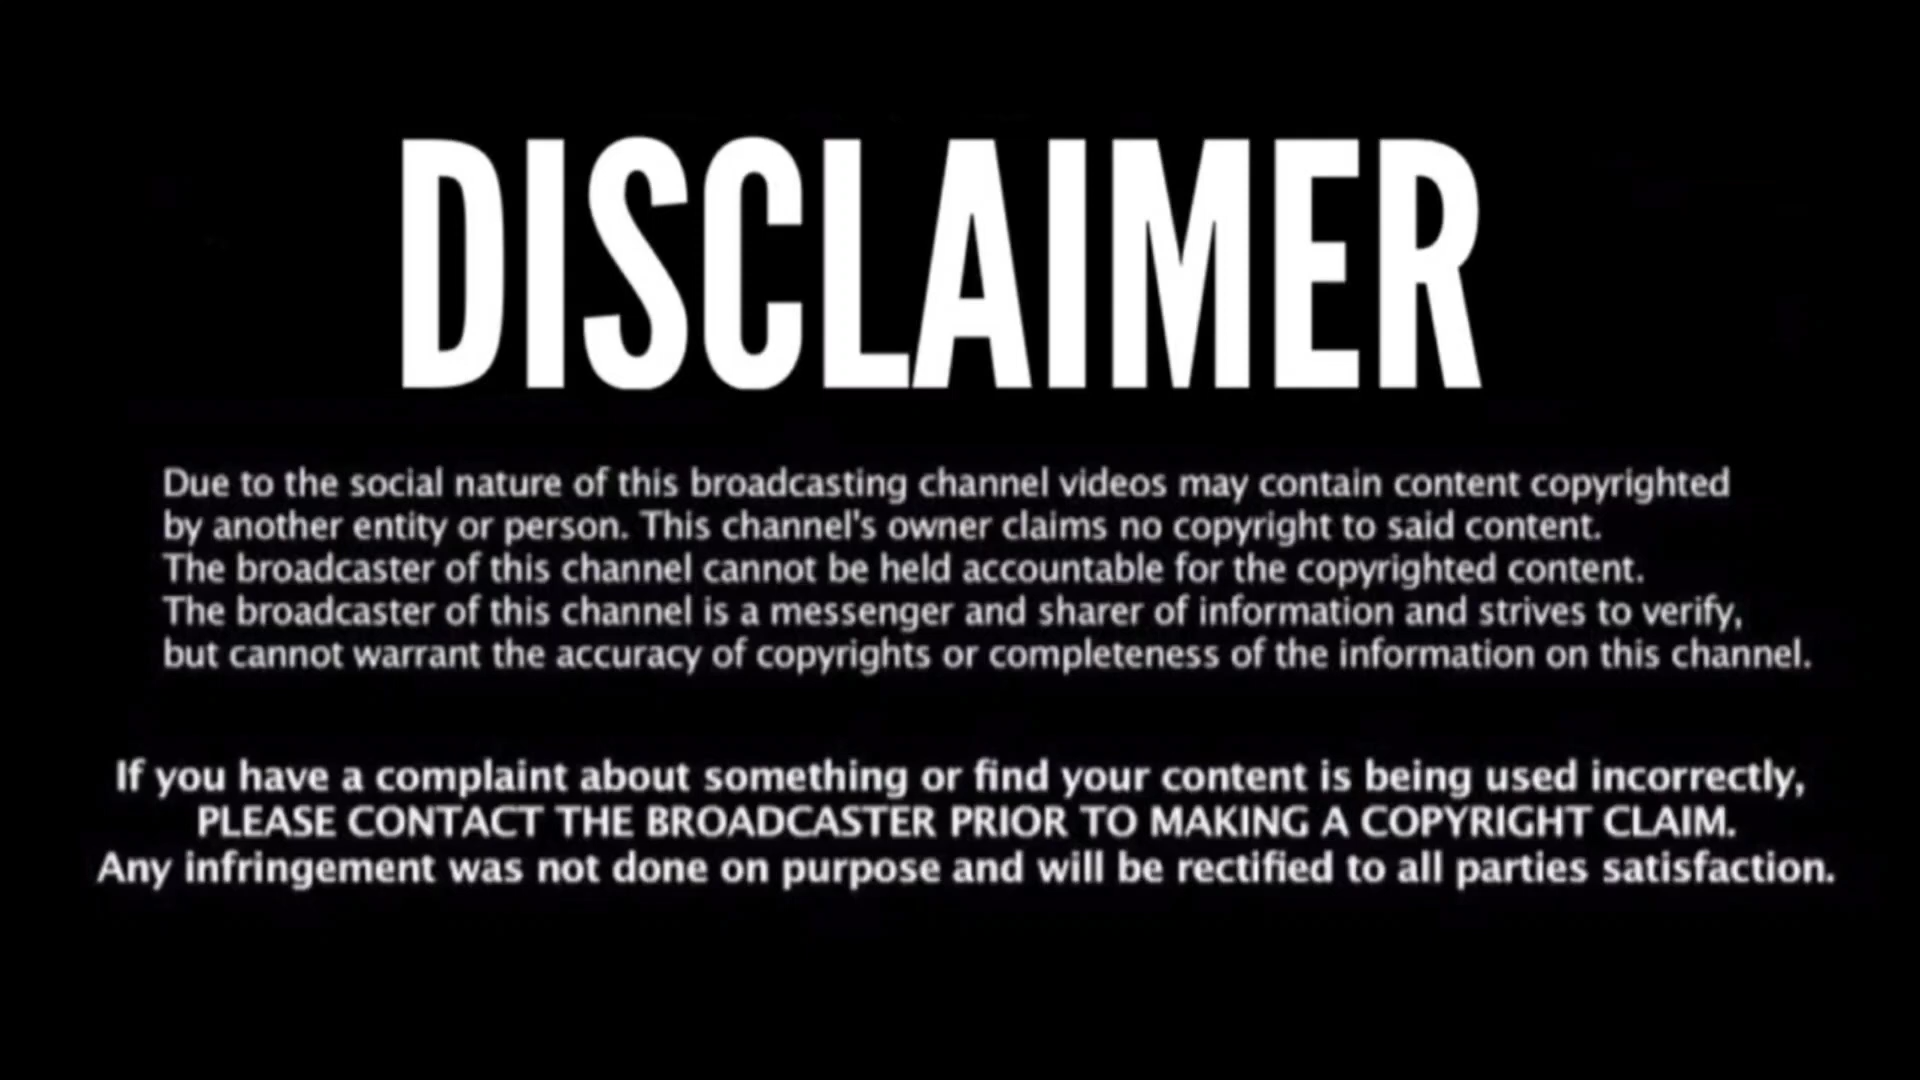 DISCLAIMER
Due to the social nature of this broadcasting channel videos may contain content copyrighted
by another entity or person. This channel's owner claims no copyright to said content.
The broadcaster of this channel cannot be held accountable for the copyrighted content.
The broadcaster of this channel is a messenger and sharer of information and strives to verify,
but cannot warrant the accuracy of copyrights or completeness of the information on this channel.
If you have a complaint about something or find your content is being used incorrectly,
PLEASE CONTACT THE BROADCASTER PRIOR TO MAKING A COPYRIGHT CLAIM.
Any infringement was not done on purpose and will be rectified to all parties satisfaction.